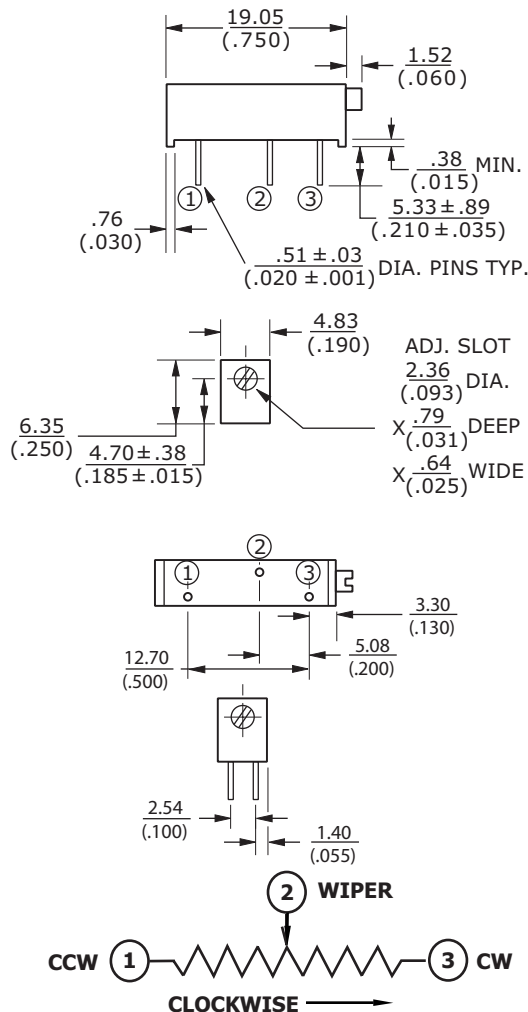 19.05
(.750)
1.52
(.060)
.38 MIN.
(.015)
① ② ③
5.33 ± .89
(.210 ± .035)
.76
(.030)
.51 ± .03
(.020 ± .001) DIA. PINS TYP.
4.83
(.190)
ADJ. SLOT
2.36
(.093) DIA.
X .79
(.031) DEEP
X .64
(.025) WIDE
6.35
(.250)
4.70 ± .38
(.185 ± .015)
②
① ③
3.30
(.130)
5.08
(.200)
12.70
(.500)
2.54
(.100)
1.40
(.055)
2 WIPER
CCW 1 3 CW
CLOCKWISE